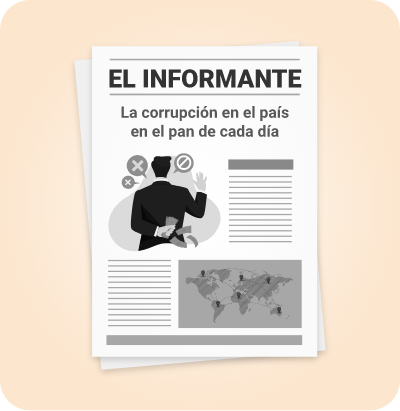 EL INFORMANTE
La corrupción en el país
en el pan de cada día